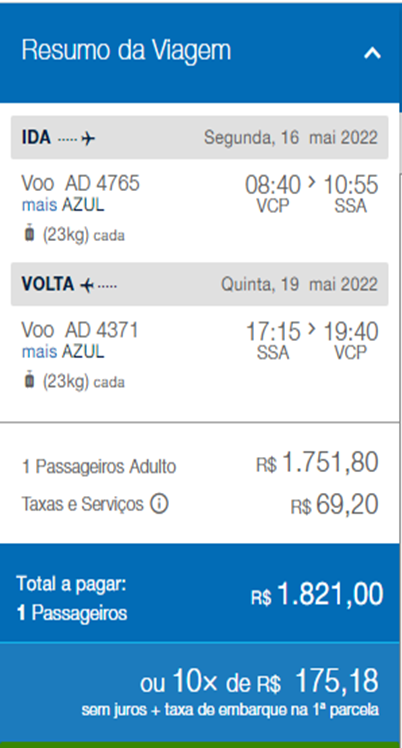 Resumo da Viagem
IDA ..... Segunda, 16 mai 2022
Voo AD 4765 08:40 > 10:55
mais AZUL VCP SSA
(23kg) cada
VOLTA ..... Quinta, 19 mai 2022
Voo AD 4371 17:15 > 19:40
mais AZUL SSA VCP
(23kg) cada
1 Passageiros Adulto R$ 1.751,80
Taxas e Serviços R$ 69,20
Total a pagar: R$ 1.821,00
1 Passageiros
ou 10x de R$ 175,18
sem juros + taxa de embarque na 1ª parcela